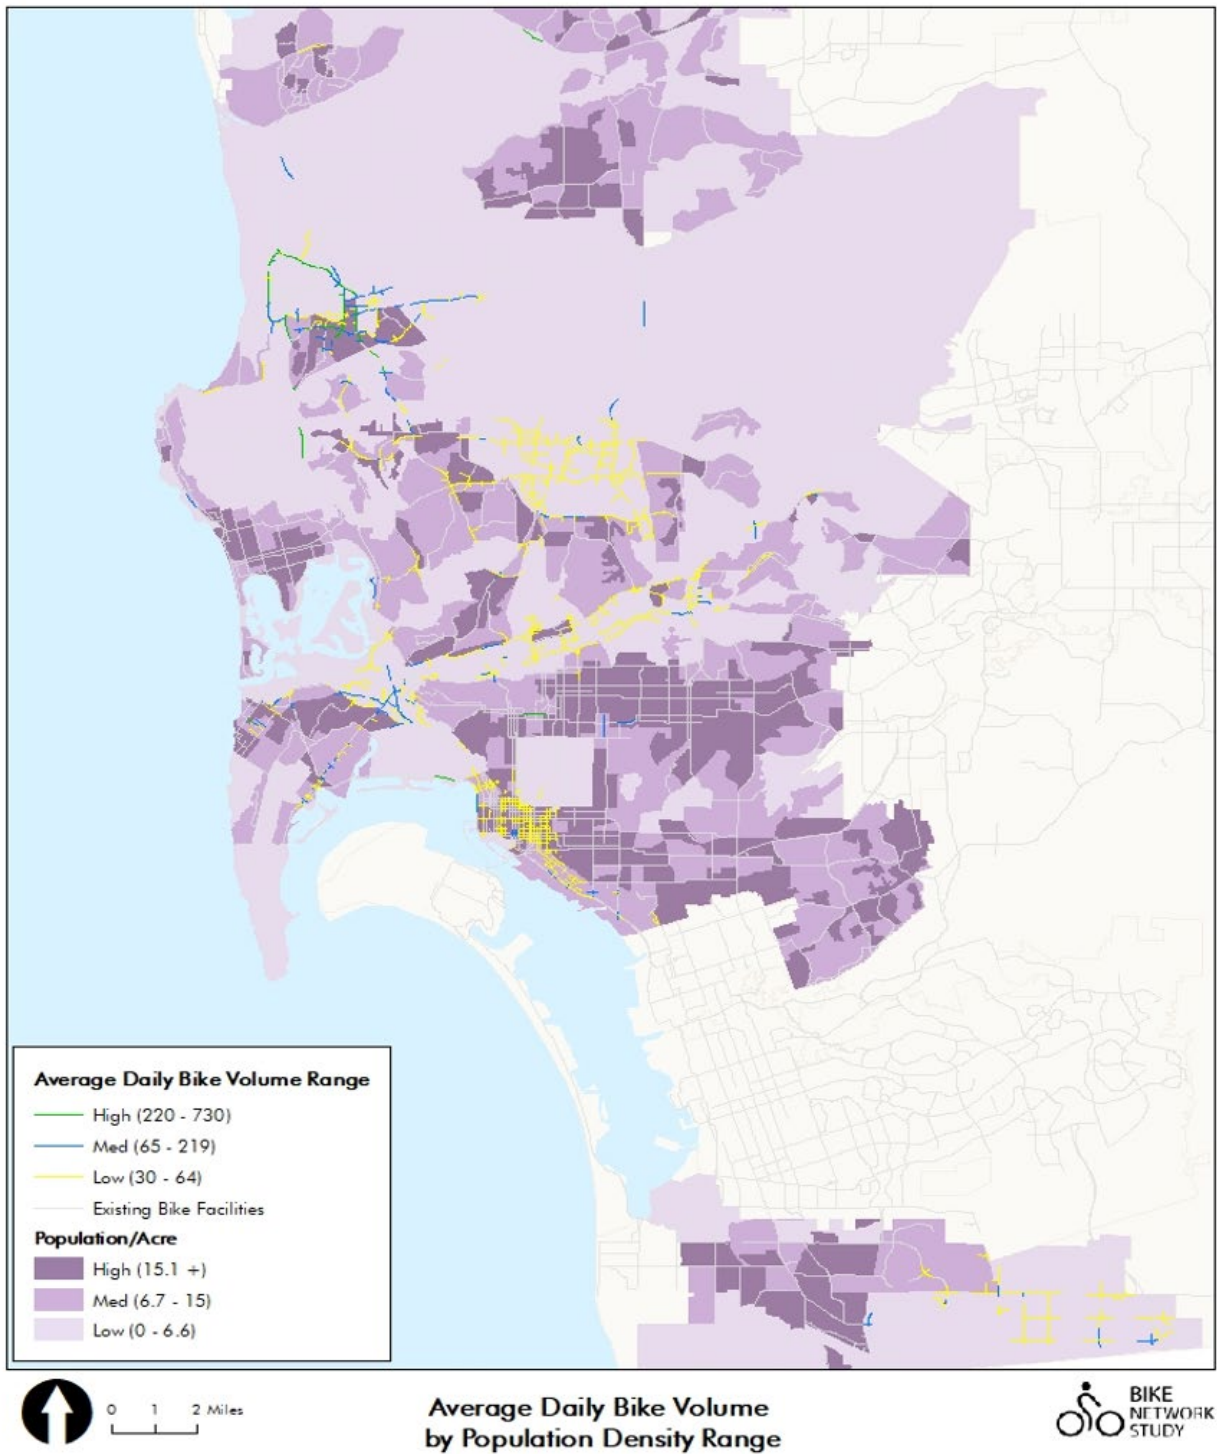 Average Daily Bike Volume Range
High (220 - 730)
Med (65 - 219)
Low (30 - 64)
Existing Bike Facilities
Population/Acre
High (15.1 +)
Med (6.7 - 15)
Low (0 - 6.6)
0 1 2 Miles
Average Daily Bike Volume
by Population Density Range
BIKE
NETWORK
STUDY